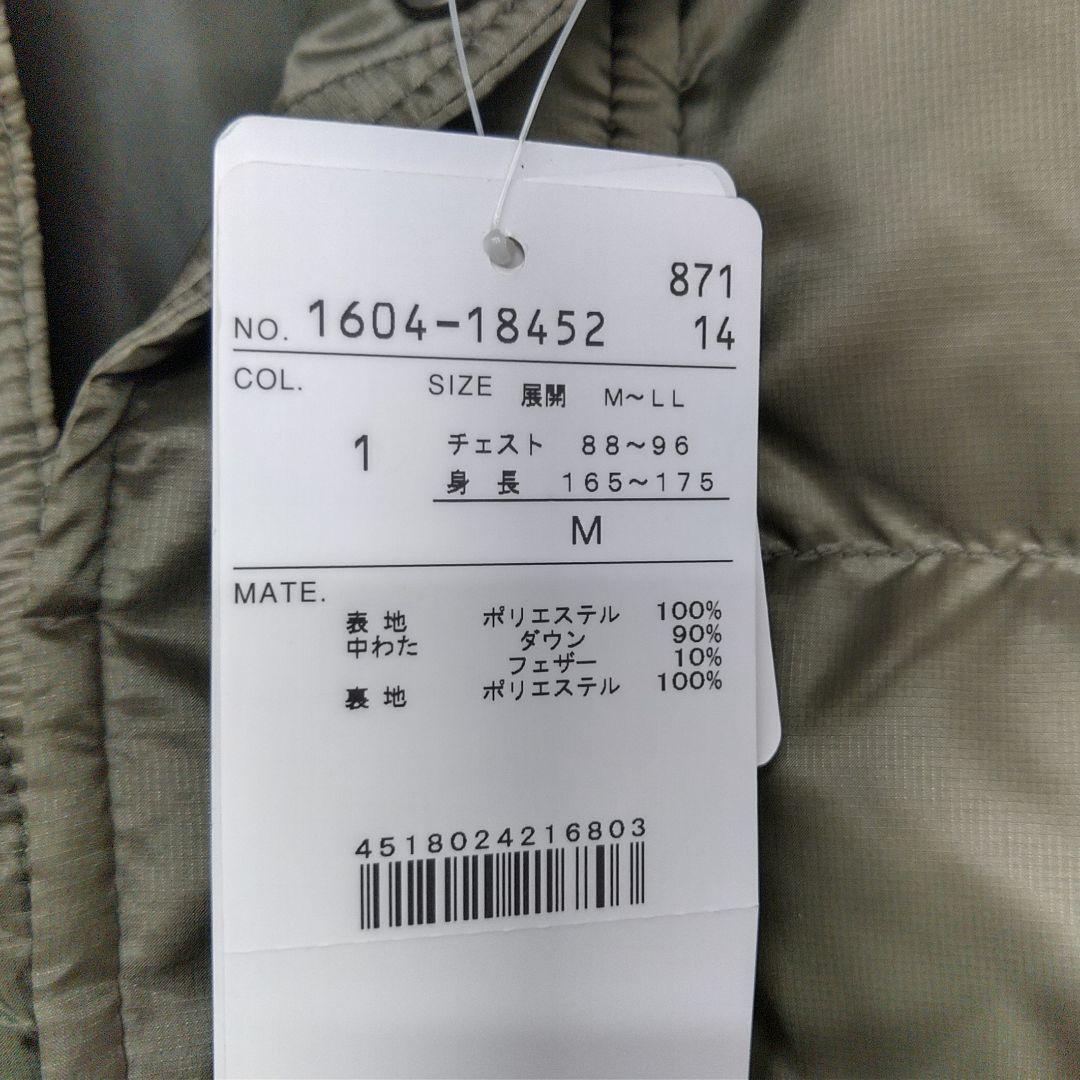 871
NO. 1604-18452 14
COL. SIZE 展開 M～LL
1 チェスト 88～96
身長 165～175
M
MATE.
表地 ポリエステル 100%
中わた ダウン 90%
フェザー 10%
裏地 ポリエステル 100%
4518024216803